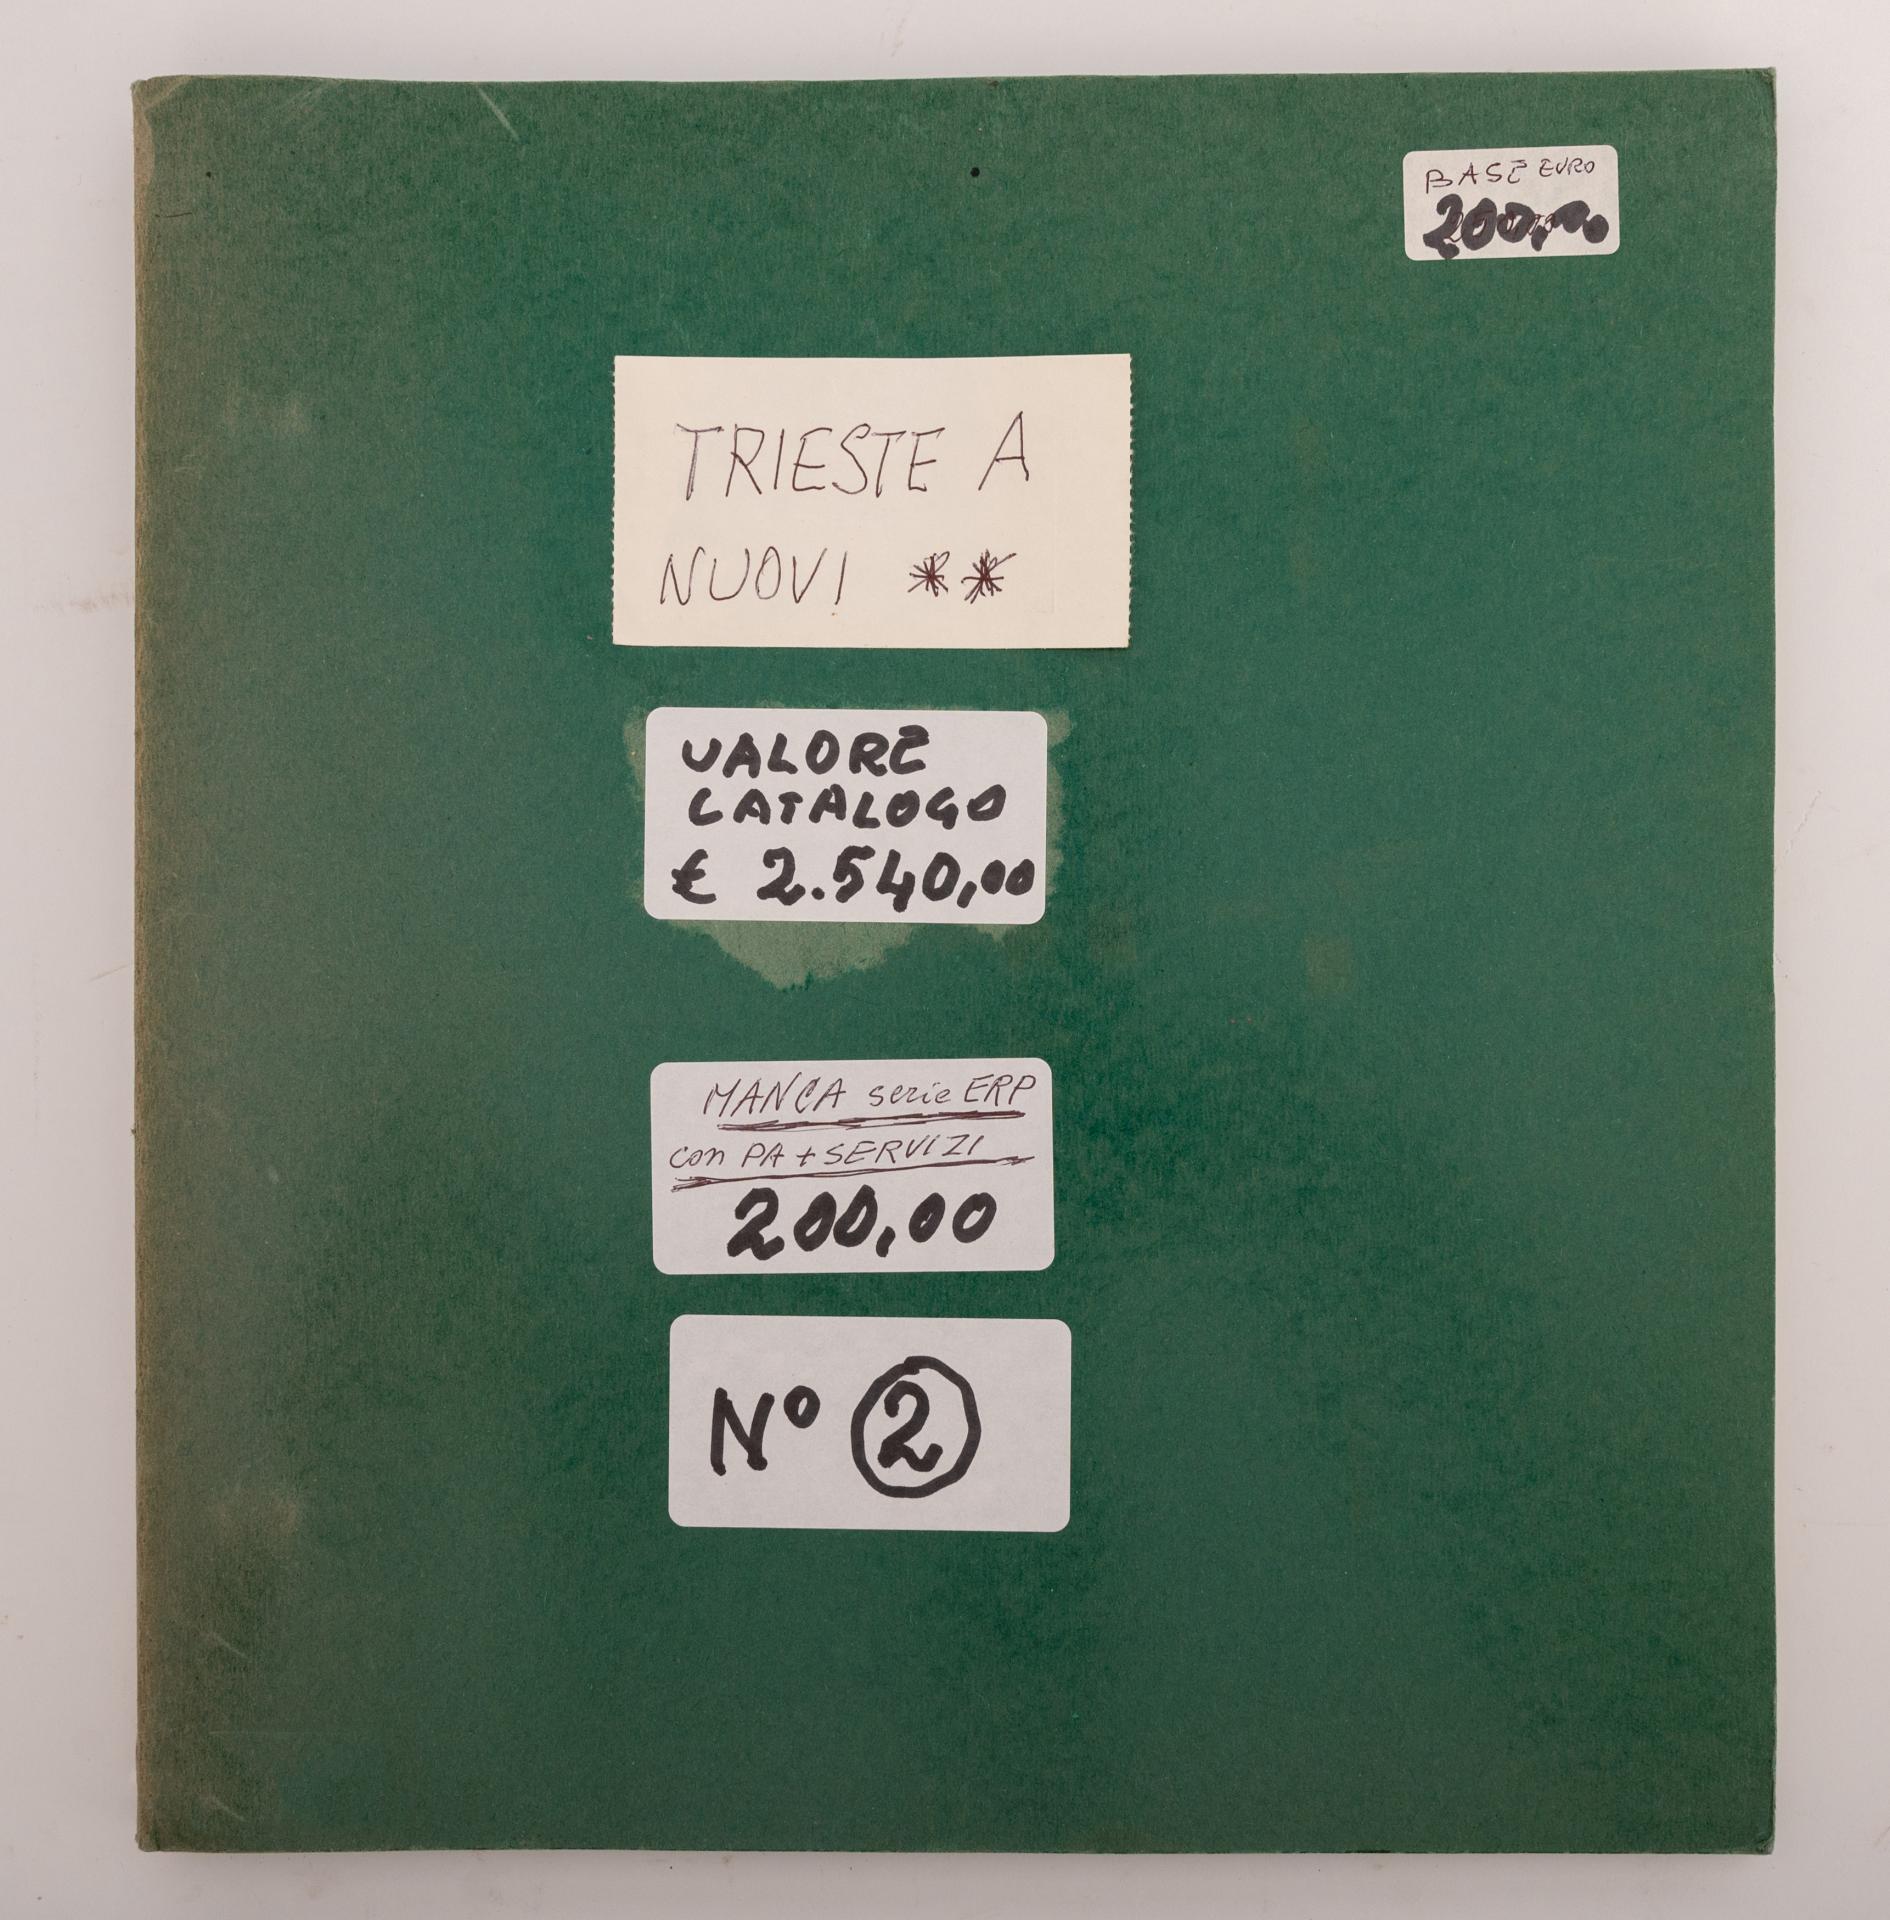 BASE EURO
200,00
TRIESTE A
NUOVI **
VALORE
CATALOGO
€ 2.540,00
MANCA serie ERP
con PA + SERVIZI
200,00
N° 2